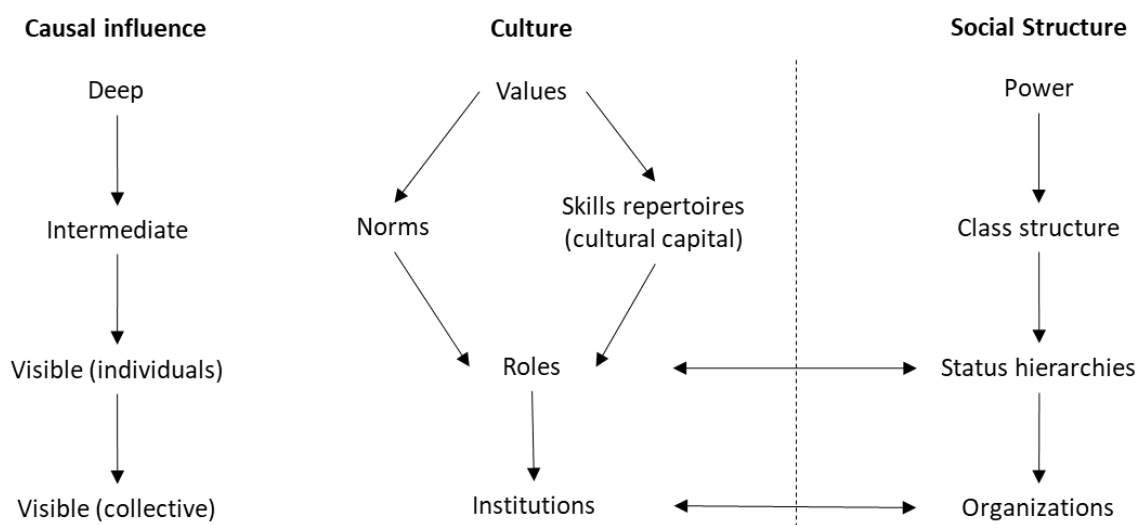 Causal influence
Culture
Social Structure
Deep
Values
Power
Intermediate
Norms
Skills repertoires
(cultural capital)
Class structure
Visible (individuals)
Roles
Status hierarchies
Visible (collective)
Institutions
Organizations